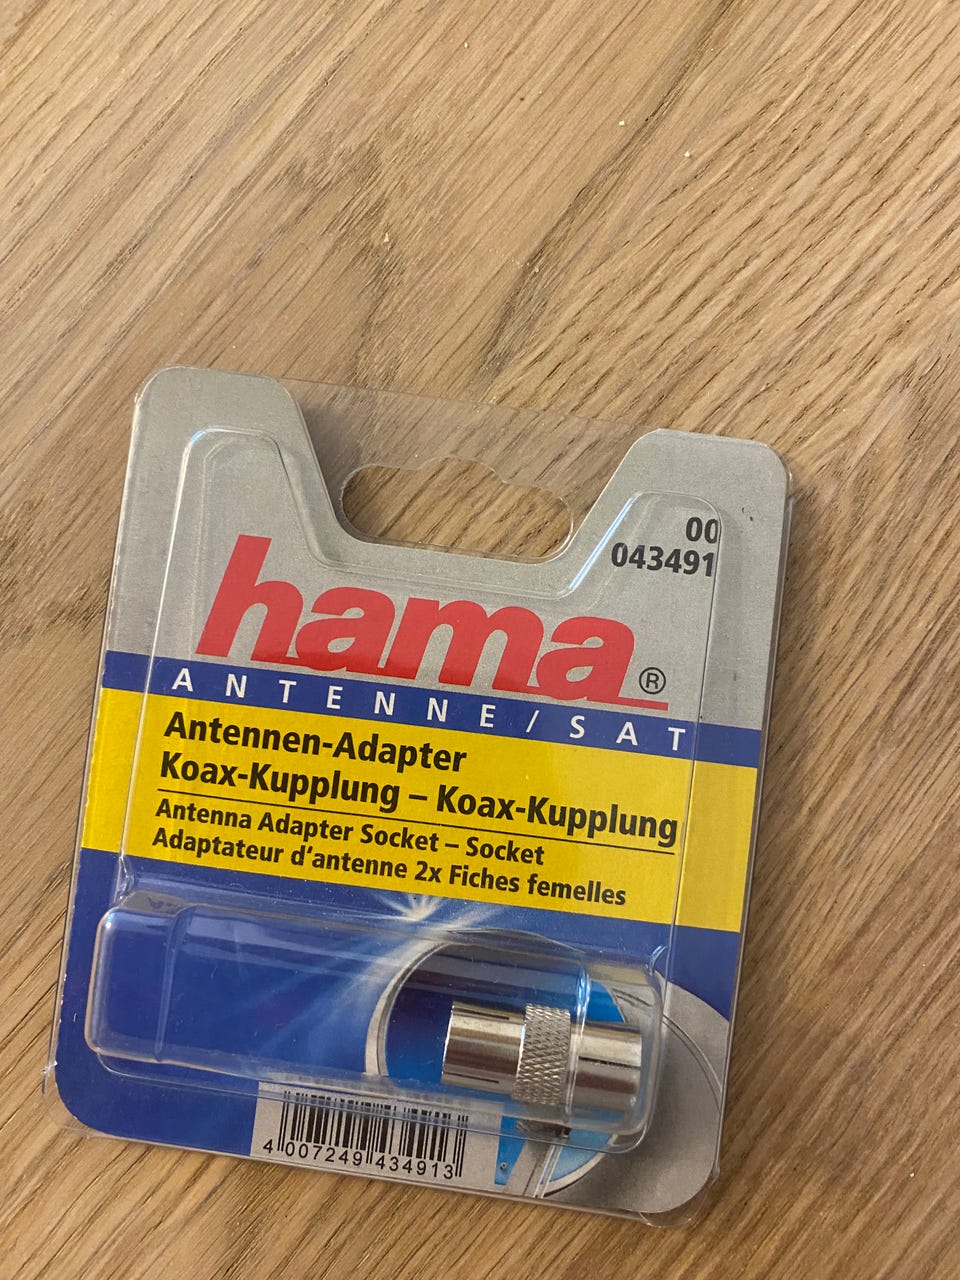 00
043491
hama®
ANTENNE/SAT
Antennen-Adapter
Koax-Kupplung – Koax-Kupplung
Antenna Adapter Socket – Socket
Adaptateur d‘antenne 2x Fiches femelles
4 007249 434913